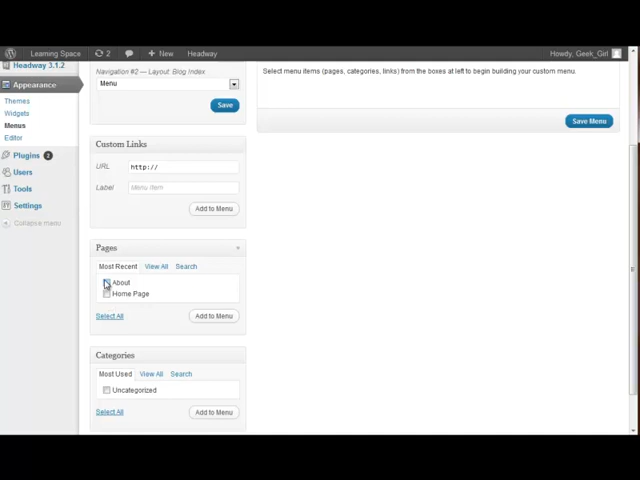 Learning Space 2 New Headway Howdy, Geek_Girl
Headway 3.1.2
Appearance
Themes
Widgets
Menus
Editor
Plugins 2
Users
Tools
Settings
Collapse menu
Navigation #2 — Layout: Blog Index
Menu
Save
Custom Links
URL http://
Label Menu Item
Add to Menu
Pages
Most Recent View All Search
About
Home Page
Select All Add to Menu
Categories
Most Used View All Search
Uncategorized
Select All Add to Menu
Select menu items (pages, categories, links) from the boxes at left to begin building your custom menu.
Save Menu